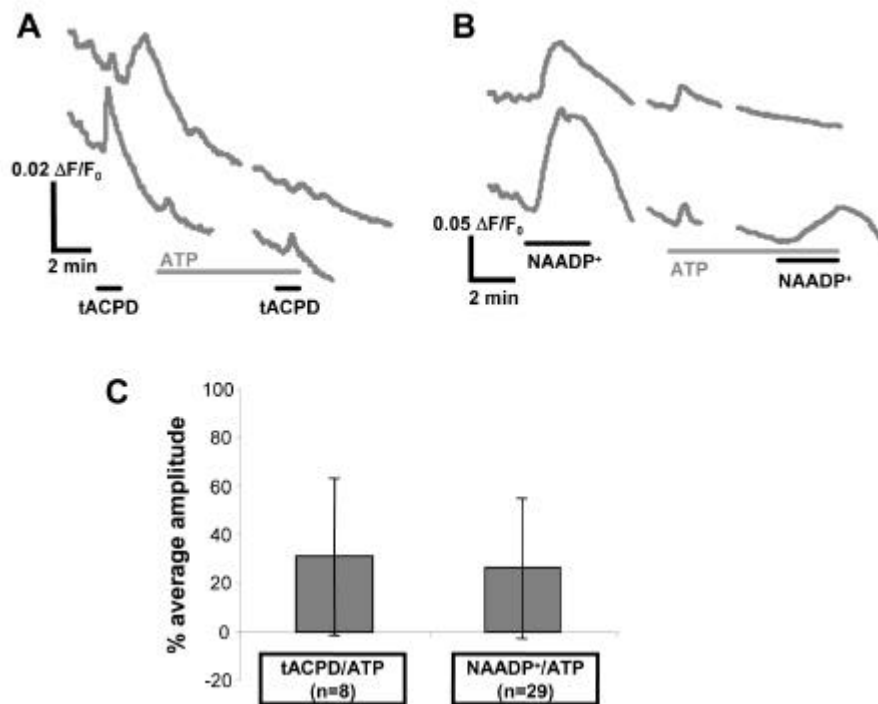 A
0.02 ΔF/F₀
2 min
ATP
tACPD
tACPD
B
0.05 ΔF/F₀
2 min
NAADP⁺
ATP
NAADP⁺
C
% average amplitude
100
80
60
40
20
0
-20
tACPD/ATP
(n=8)
NAADP⁺/ATP
(n=29)